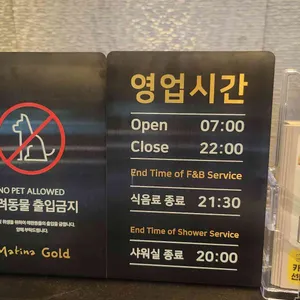 NO PET ALLOWED
려동물 출입금지
Matina Gold
영업시간
Open 07:00
Close 22:00
End Time of F&B Service
식음료 종료 21:30
End Time of Shower Service
샤워실 종료 20:00